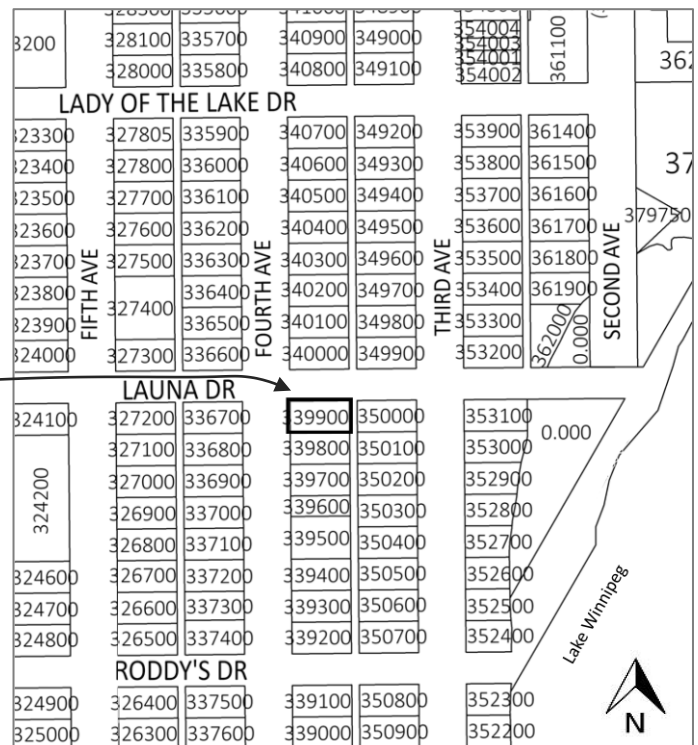 3200 328100 335700 340900 349000 354004 361100
354003
354001
328000 335800 340800 349100 354002
LADY OF THE LAKE DR
323300 327805 335900 340700 349200 353900 361400
323400 327800 336000 340600 349300 353800 361500 37
323500 327700 336100 340500 349400 353700 361600
323600 327600 336200 340400 349500 353600 361700 379750
323700 327500 336300 340300 349600 353500 361800
323800 327400 336400 340200 349700 353400 361900
323900 336500 340100 349800 353300 362000 0.000
324000 327300 336600 340000 349900 353200
FIFTH AVE
FOURTH AVE
THIRD AVE
SECOND AVE
LAUNA DR
324100 327200 336700 339900 350000 353100 0.000
327100 336800 339800 350100 353000
324200 327000 336900 339700 350200 352900
326900 337000 339600 350300 352800
326800 337100 339500 350400 352700
324600 326700 337200 339400 350500 352600
324700 326600 337300 339300 350600 352500
324800 326500 337400 339200 350700 352400
Lake Winnipeg
RODDY'S DR
324900 326400 337500 339100 350800 352300
325000 326300 337600 339000 350900 352200
N